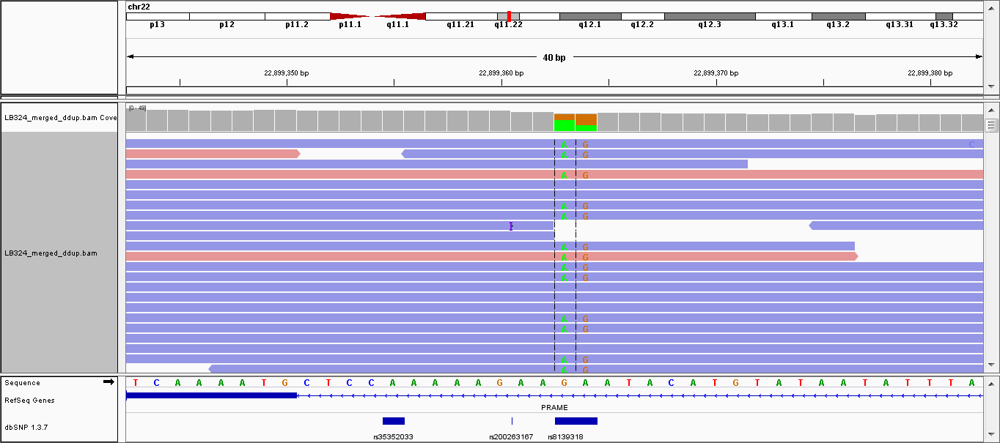 chr22
p13 p12 p11.2 p11.1 q11.1 q11.21 q11.22 q12.1 q12.2 q12.3 q13.1 q13.2 q13.31 q13.32
40 bp
22,899,350 bp 22,899,360 bp 22,899,370 bp 22,899,380 bp
[0 - 49]
LB324_merged_ddup.bam Cove
A G C
A G
A G
A G
A G
A G
LB324_merged_ddup.bam
A G
A G
A G
A G
A G
A G
A G
Sequence T C A A A A T G C T C C A A A A A G A A G A A T A C A T G T A T A A T A T T T A
RefSeq Genes
PRAME
dbSNP 1.3.7
rs35352033 rs200263167 rs8139318